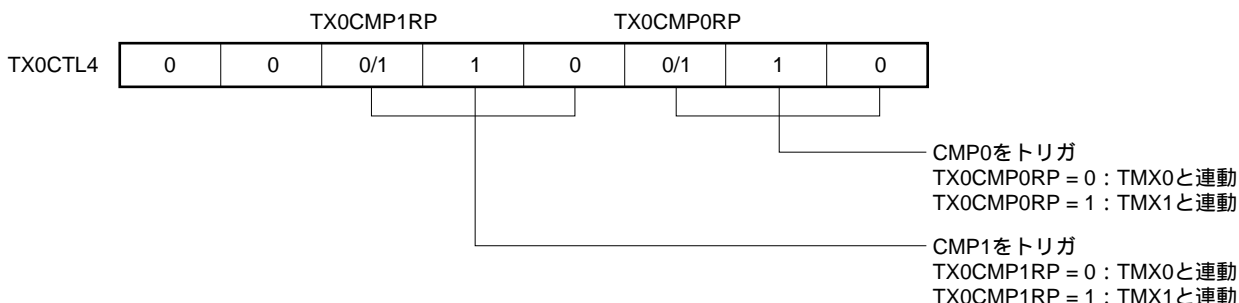 TX0CMP1RP TX0CMP0RP
TX0CTL4 0 0 0/1 1 0 0/1 1 0
CMP0をトリガ
TX0CMP0RP = 0：TMX0と連動
TX0CMP0RP = 1：TMX1と連動
CMP1をトリガ
TX0CMP1RP = 0：TMX0と連動
TX0CMP1RP = 1：TMX1と連動